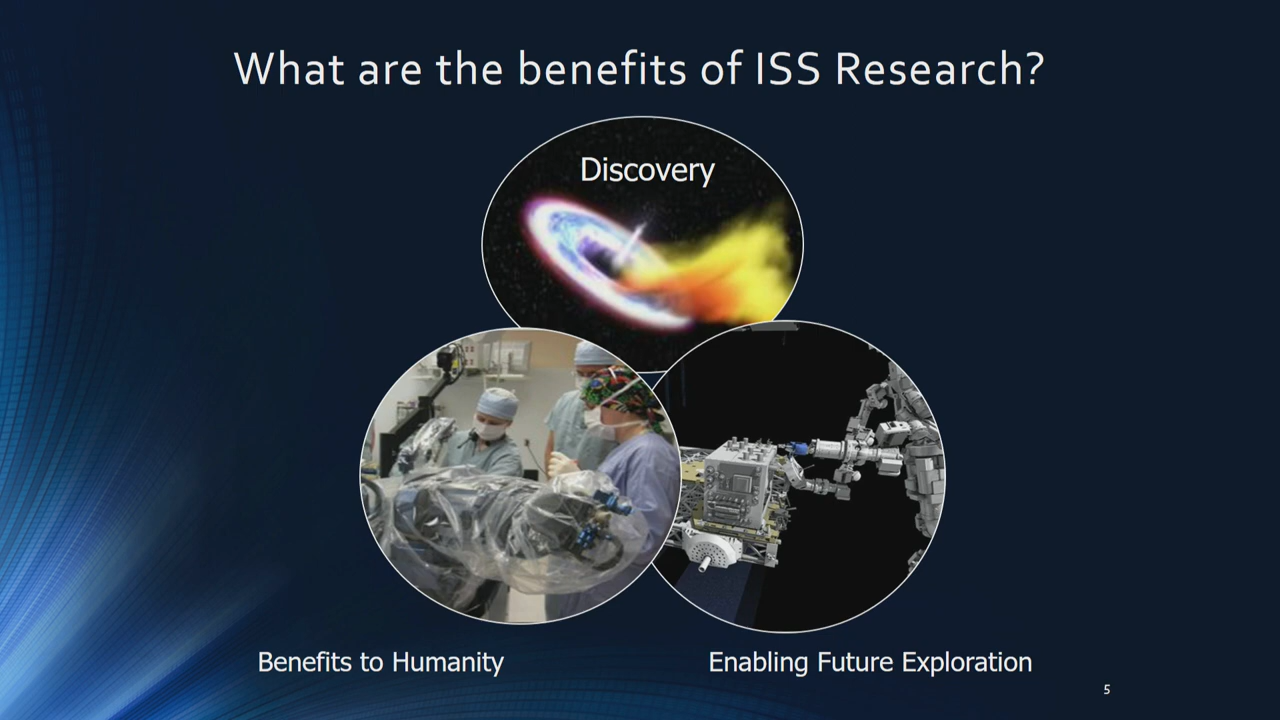 What are the benefits of ISS Research?
Discovery
Benefits to Humanity
Enabling Future Exploration
5